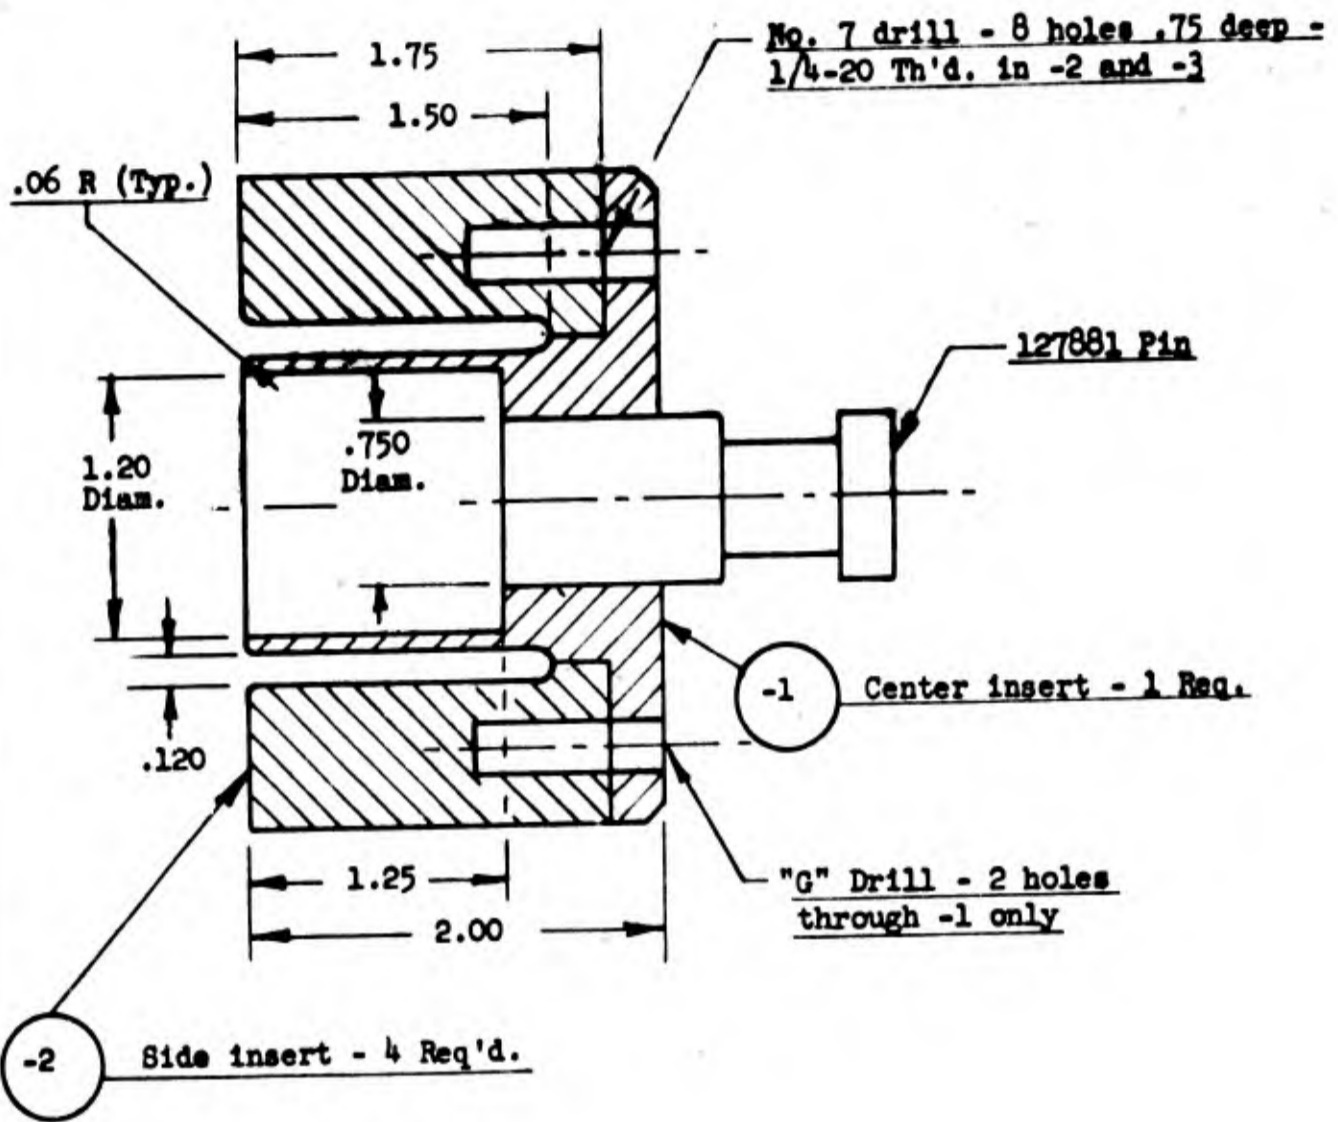 No. 7 drill - 8 holes .75 deep -
1/4-20 Th'd. in -2 and -3
1.75
1.50
.06 R (Typ.)
127881 Pin
1.20
Diam.
.750
Diam.
-1
Center insert - 1 Req.
.120
1.25
2.00
"G" Drill - 2 holes
through -1 only
-2
Side insert - 4 Req'd.